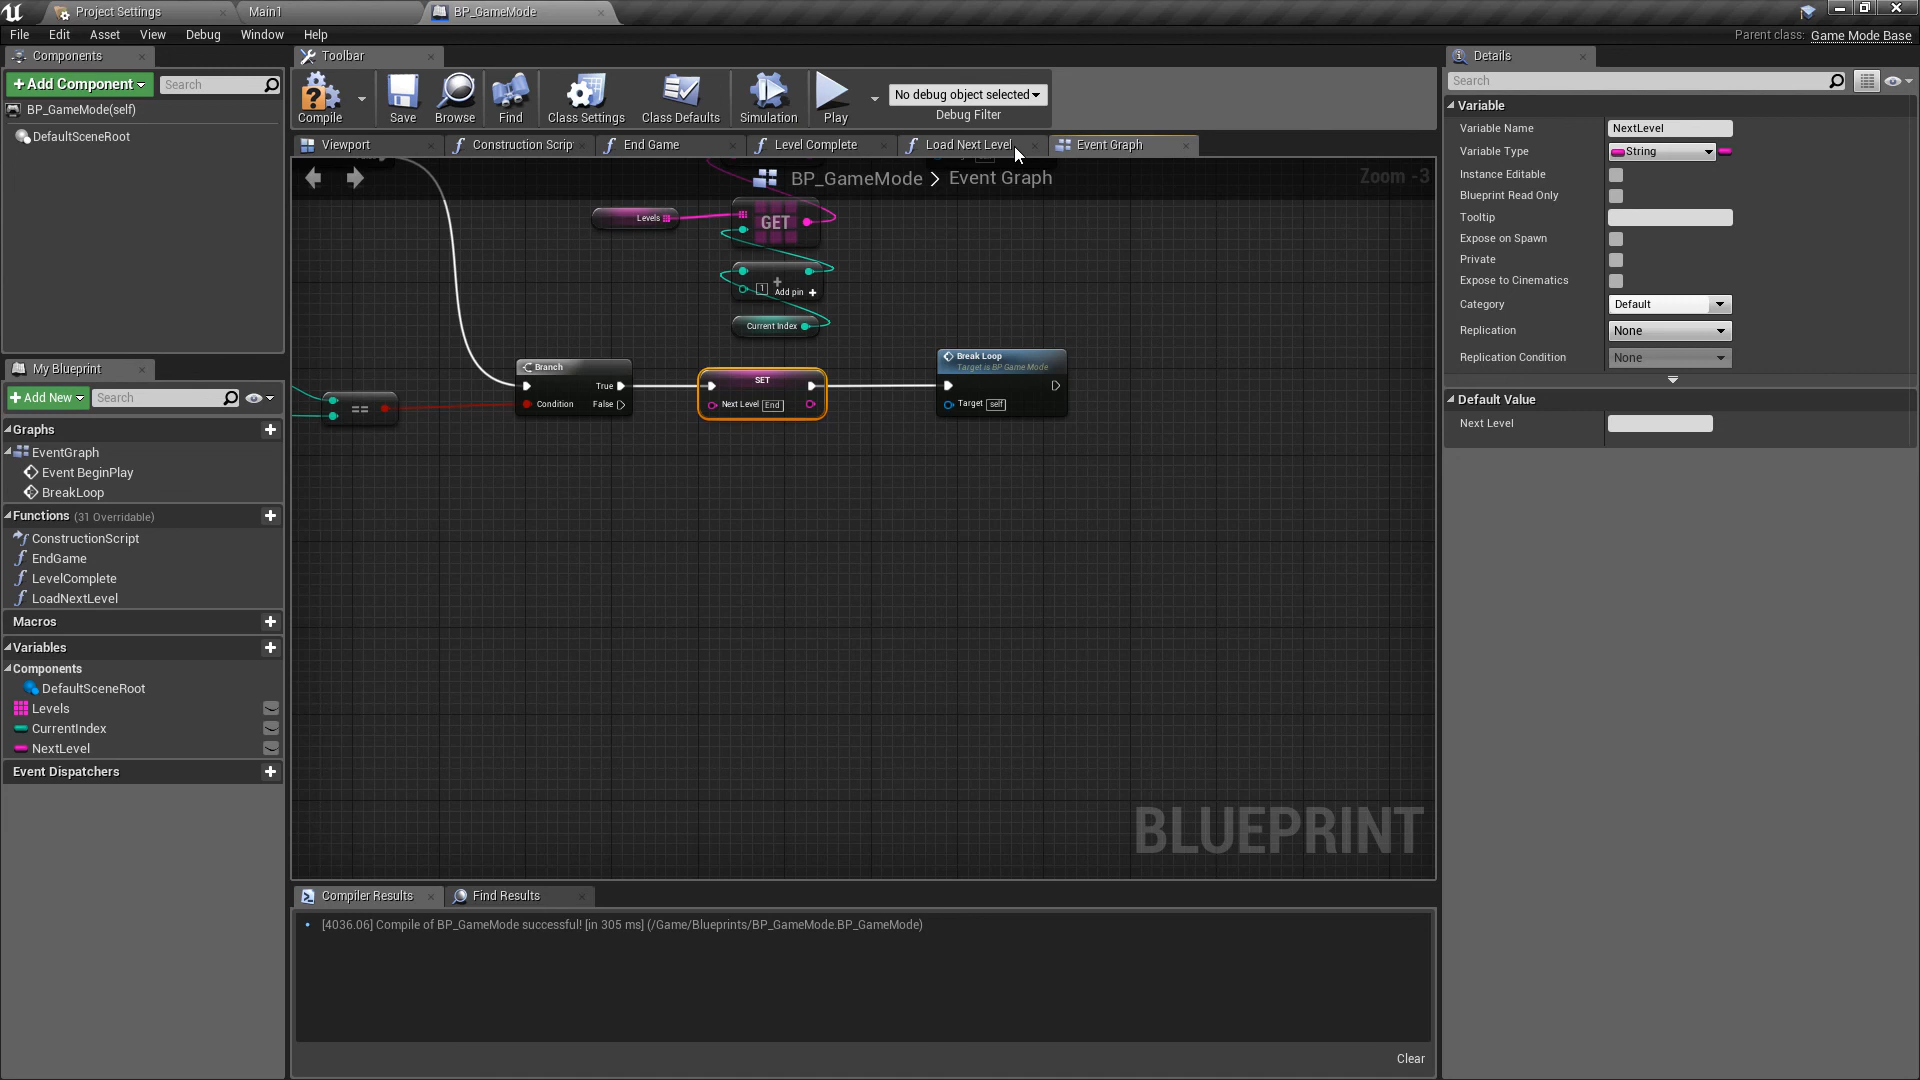 Project Settings
Main1
BP_GameMode
File Edit Asset View Debug Window Help
Parent class: Game Mode Base
Components
Toolbar
Details
+ Add Component
Search
BP_GameMode(self)
DefaultSceneRoot
Compile
Save
Browse
Find
Class Settings
Class Defaults
Simulation
Play
No debug object selected
Debug Filter
Search
Variable
Variable Name NextLevel
Variable Type String
Instance Editable
Blueprint Read Only
Tooltip
Expose on Spawn
Private
Expose to Cinematics
Category Default
Replication None
Replication Condition None
Default Value
Next Level
Viewport
Construction Scrip
End Game
Level Complete
Load Next Level
Event Graph
BP_GameMode > Event Graph
Zoom -3
Levels
GET
1 Add pin +
Current Index
Branch
True
Condition False
==
SET
Next Level End
Break Loop
Target is BP Game Mode
Target self
BLUEPRINT
My Blueprint
+ Add New
Search
Graphs
EventGraph
Event BeginPlay
BreakLoop
Functions (31 Overridable)
ConstructionScript
EndGame
LevelComplete
LoadNextLevel
Macros
Variables
Components
DefaultSceneRoot
Levels
CurrentIndex
NextLevel
Event Dispatchers
Compiler Results
Find Results
[4036.06] Compile of BP_GameMode successful! [in 305 ms] (/Game/Blueprints/BP_GameMode.BP_GameMode)
Clear